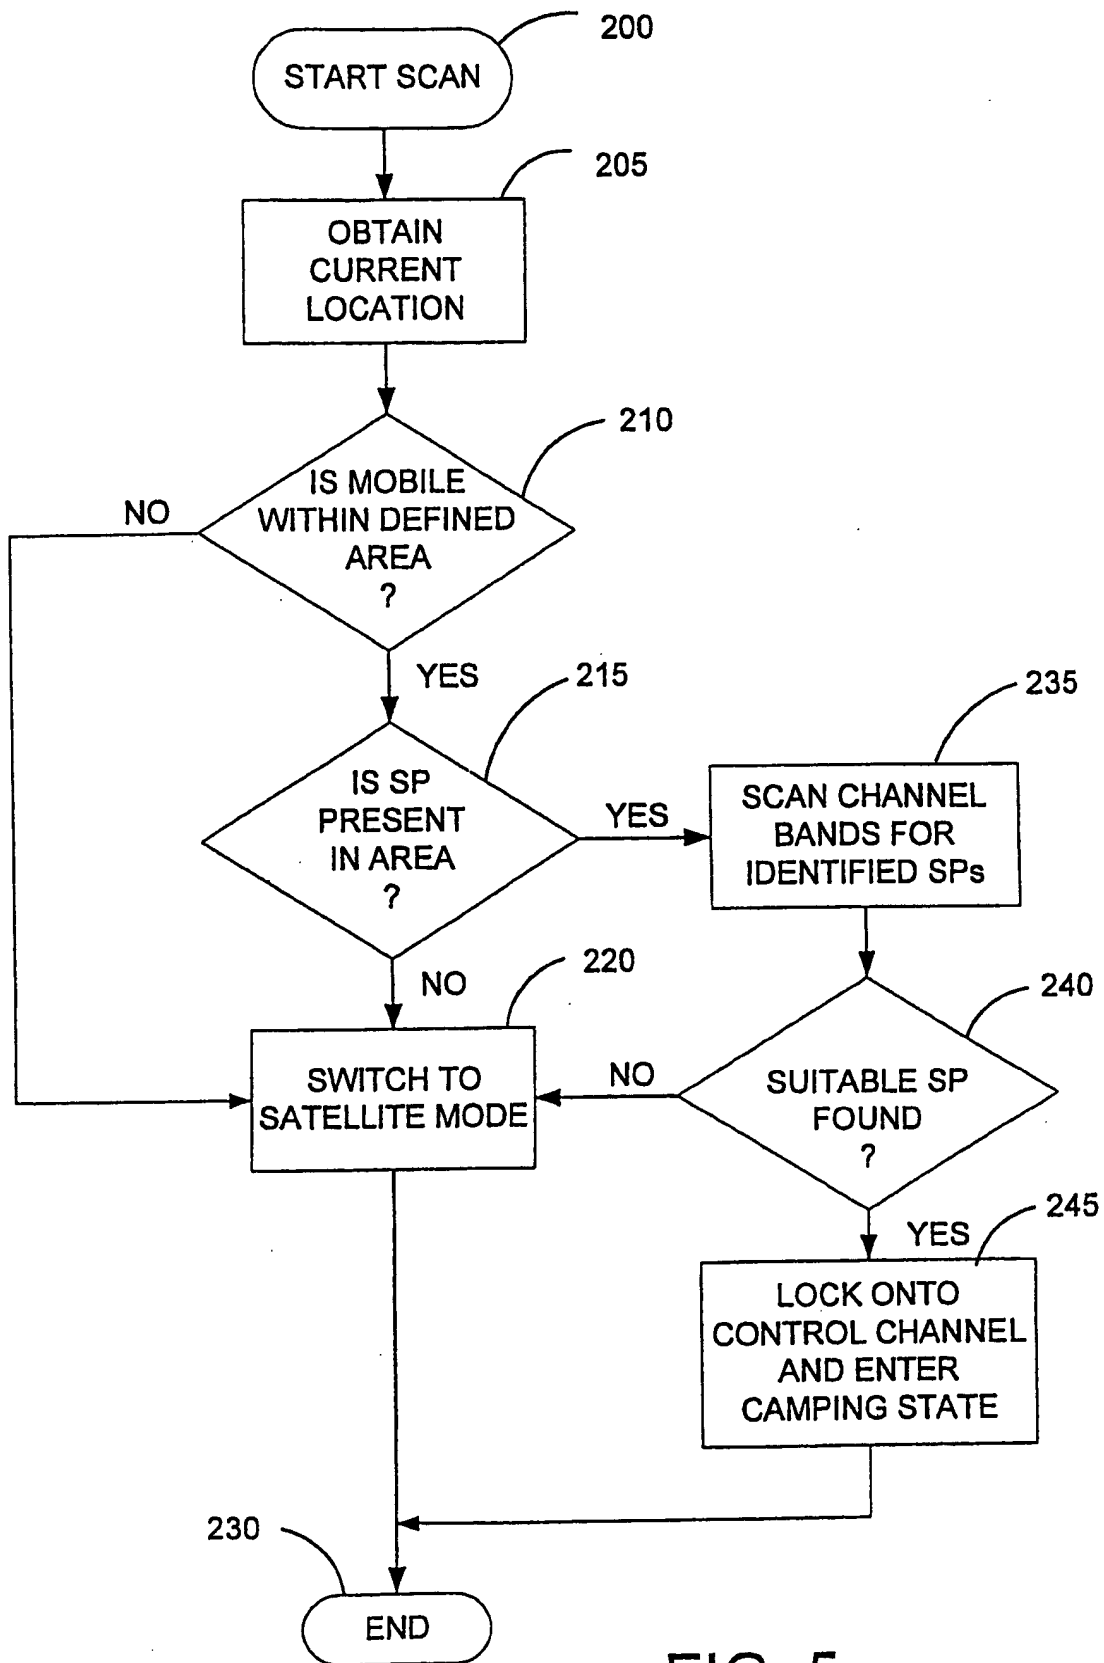 200
START SCAN
205
OBTAIN
CURRENT
LOCATION
210
IS MOBILE
WITHIN DEFINED
AREA
?
NO
YES
215
IS SP
PRESENT
IN AREA
?
YES
235
SCAN CHANNEL
BANDS FOR
IDENTIFIED SPs
NO
220
SWITCH TO
SATELLITE MODE
240
SUITABLE SP
FOUND
?
NO
YES
245
LOCK ONTO
CONTROL CHANNEL
AND ENTER
CAMPING STATE
230
END
FIG. 5